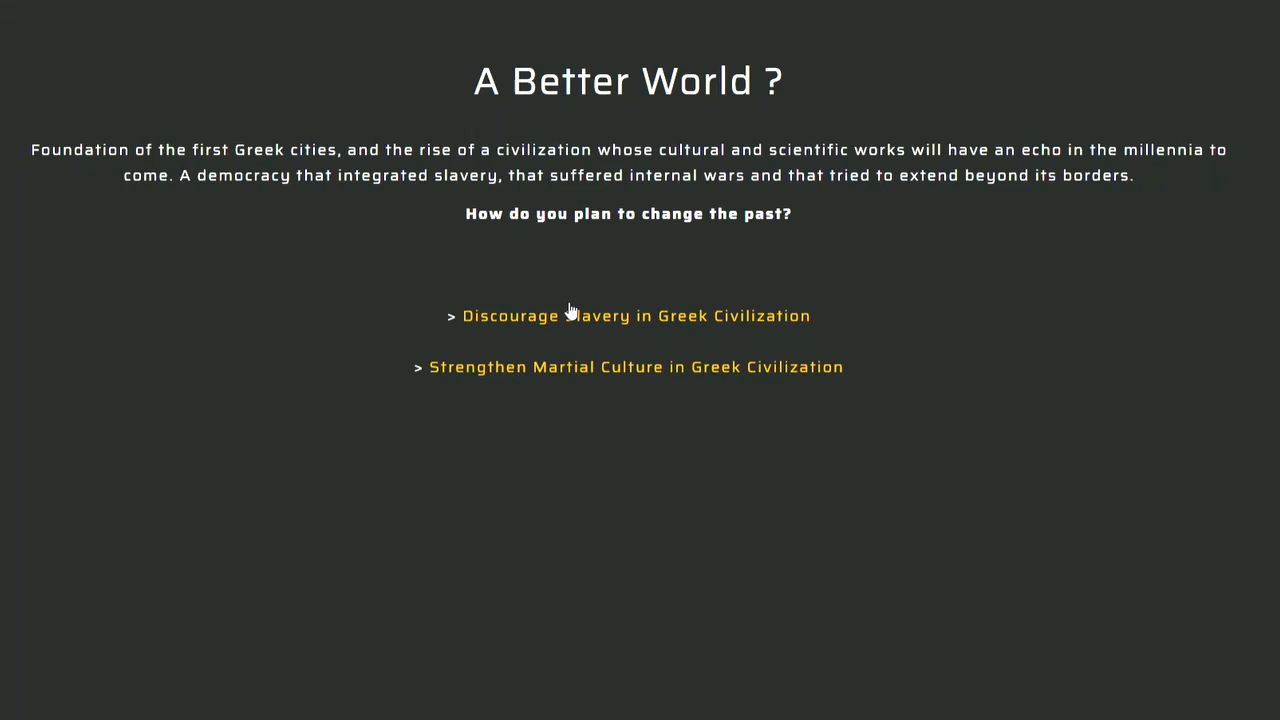 A Better World ?
Foundation of the first Greek cities, and the rise of a civilization whose cultural and scientific works will have an echo in the millennia to
come. A democracy that integrated slavery, that suffered internal wars and that tried to extend beyond its borders.
How do you plan to change the past?
> Discourage Slavery in Greek Civilization
> Strengthen Martial Culture in Greek Civilization